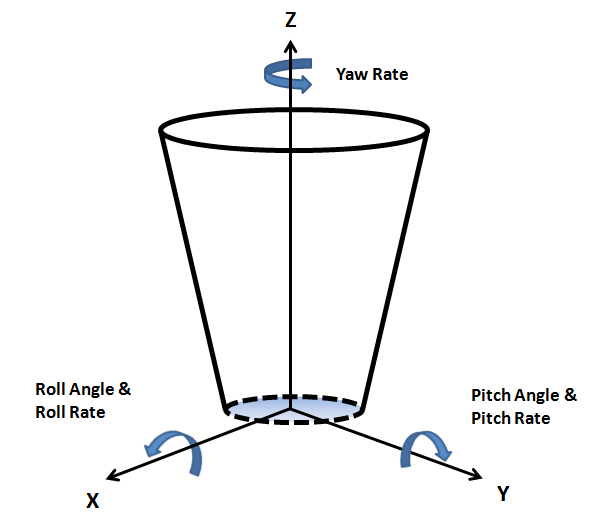 Z
Yaw Rate
Roll Angle &
Roll Rate
Pitch Angle &
Pitch Rate
X
Y